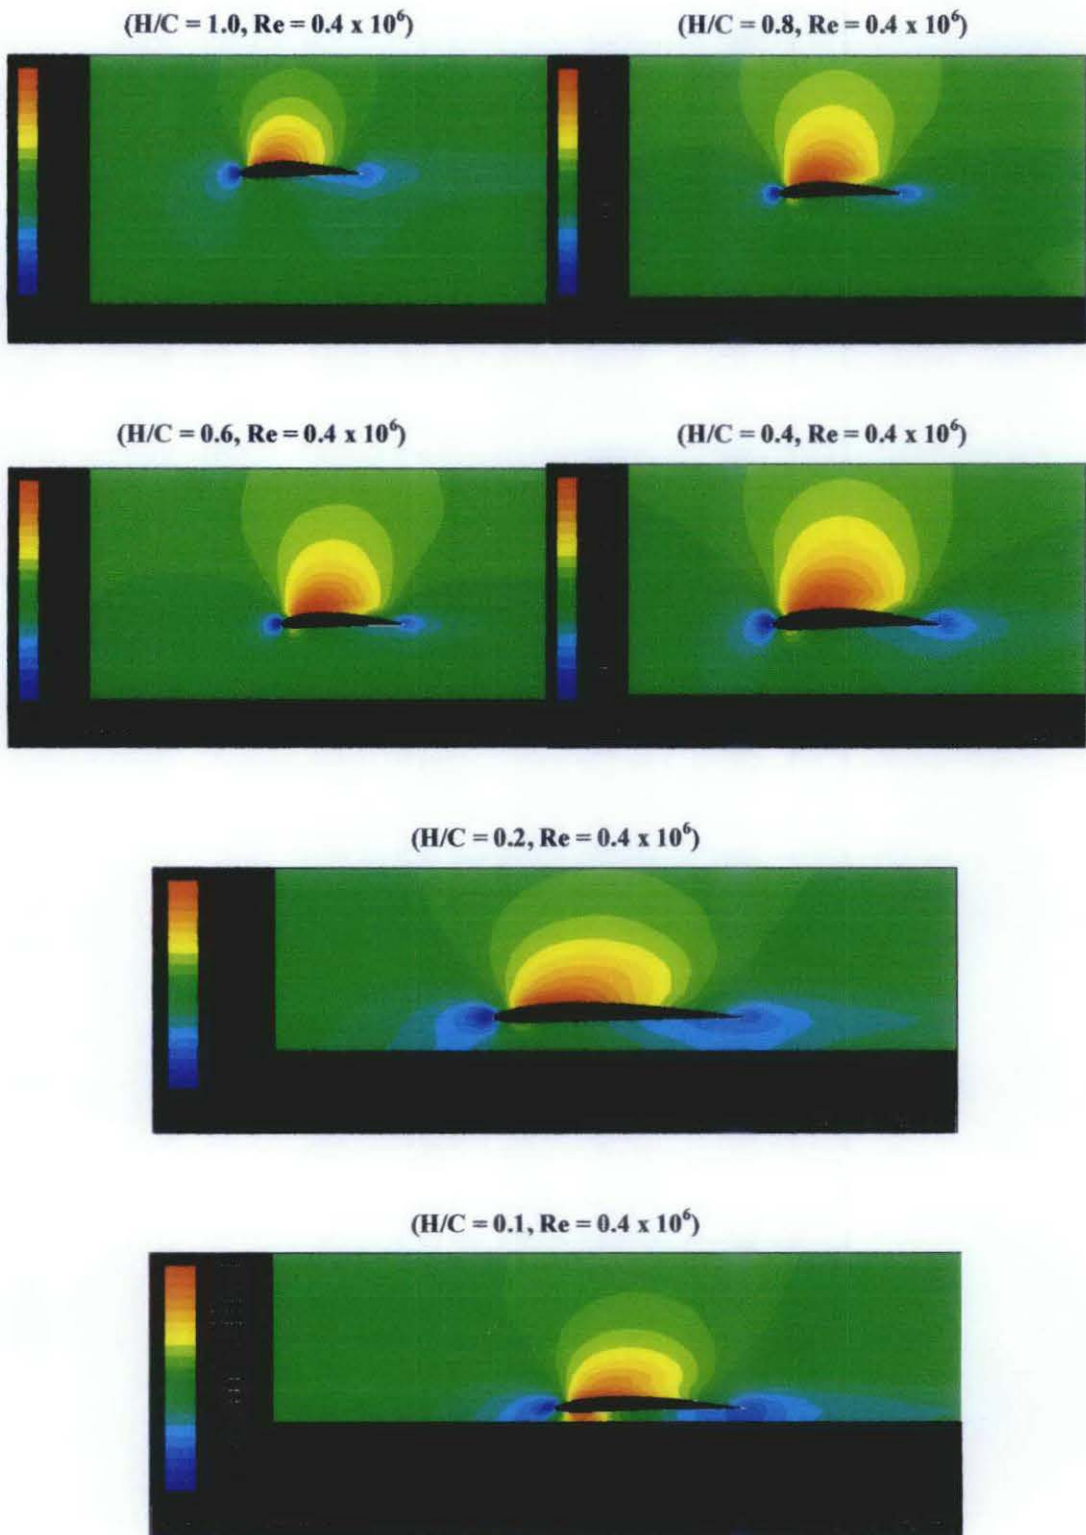 (H/C = 1.0, Re = 0.4 x 10⁶)
(H/C = 0.8, Re = 0.4 x 10⁶)
(H/C = 0.6, Re = 0.4 x 10⁶)
(H/C = 0.4, Re = 0.4 x 10⁶)
(H/C = 0.2, Re = 0.4 x 10⁶)
(H/C = 0.1, Re = 0.4 x 10⁶)